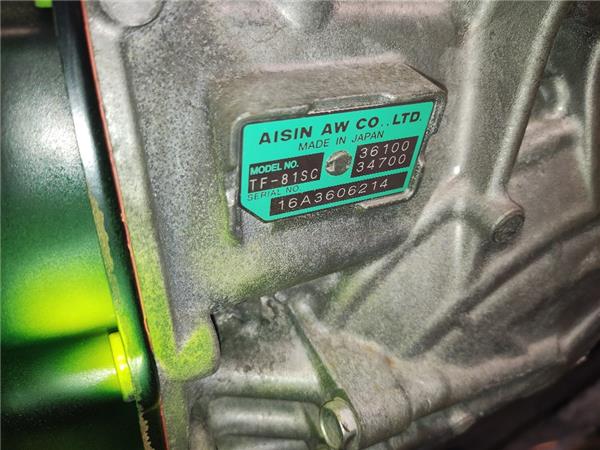 AISIN AW CO., LTD.
MADE IN JAPAN
MODEL NO.
TF-81SC
36100
34700
SERIAL NO.
16A3606214